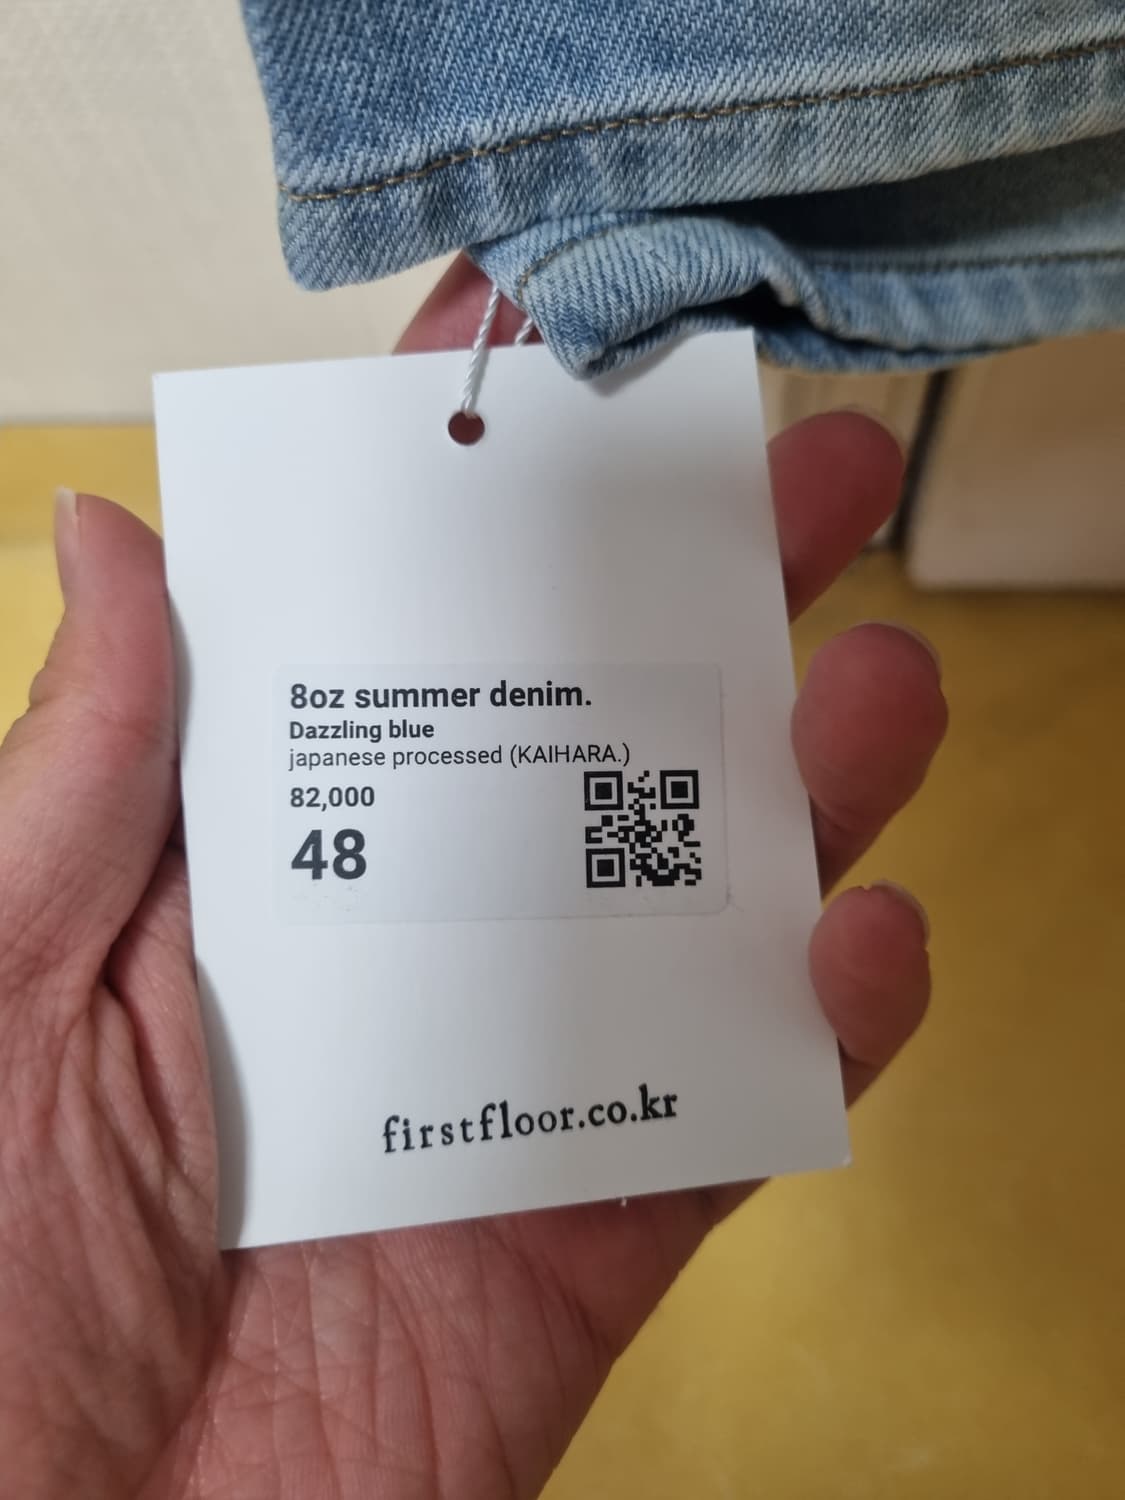 8oz summer denim.
Dazzling blue
japanese processed (KAIHARA.)
82,000
48
firstfloor.co.kr